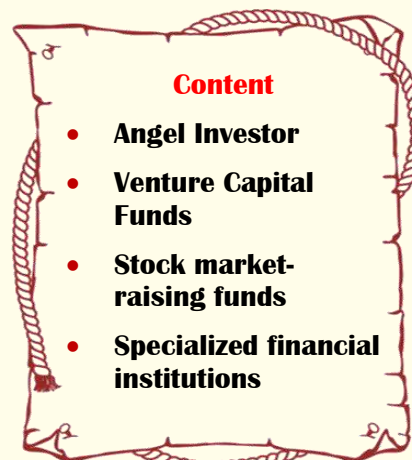 Content
• Angel Investor
• Venture Capital
Funds
• Stock market-
raising funds
• Specialized financial
institutions